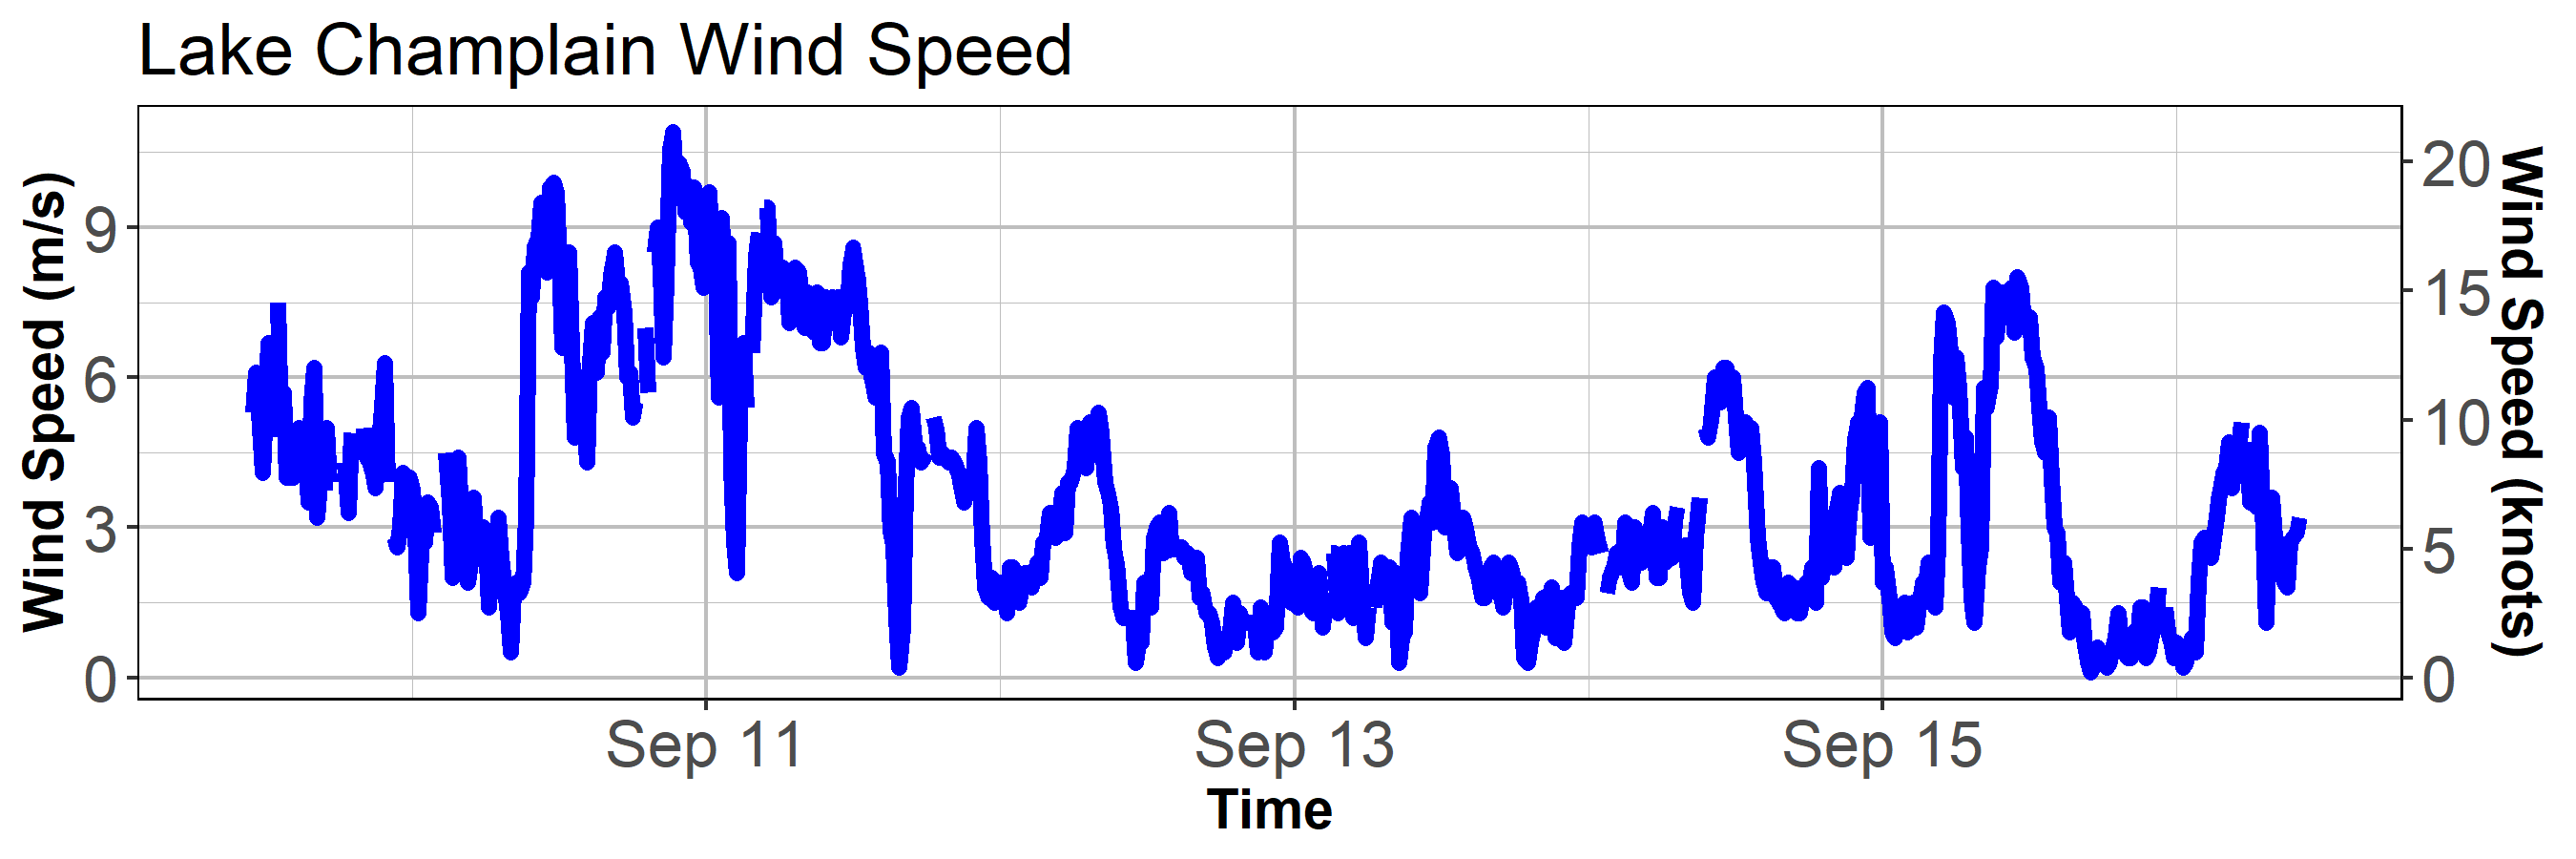 Lake Champlain Wind Speed
Wind Speed (m/s)
9
6
3
0
20
15
10
5
0
Wind Speed (knots)
Sep 11
Sep 13
Sep 15
Time